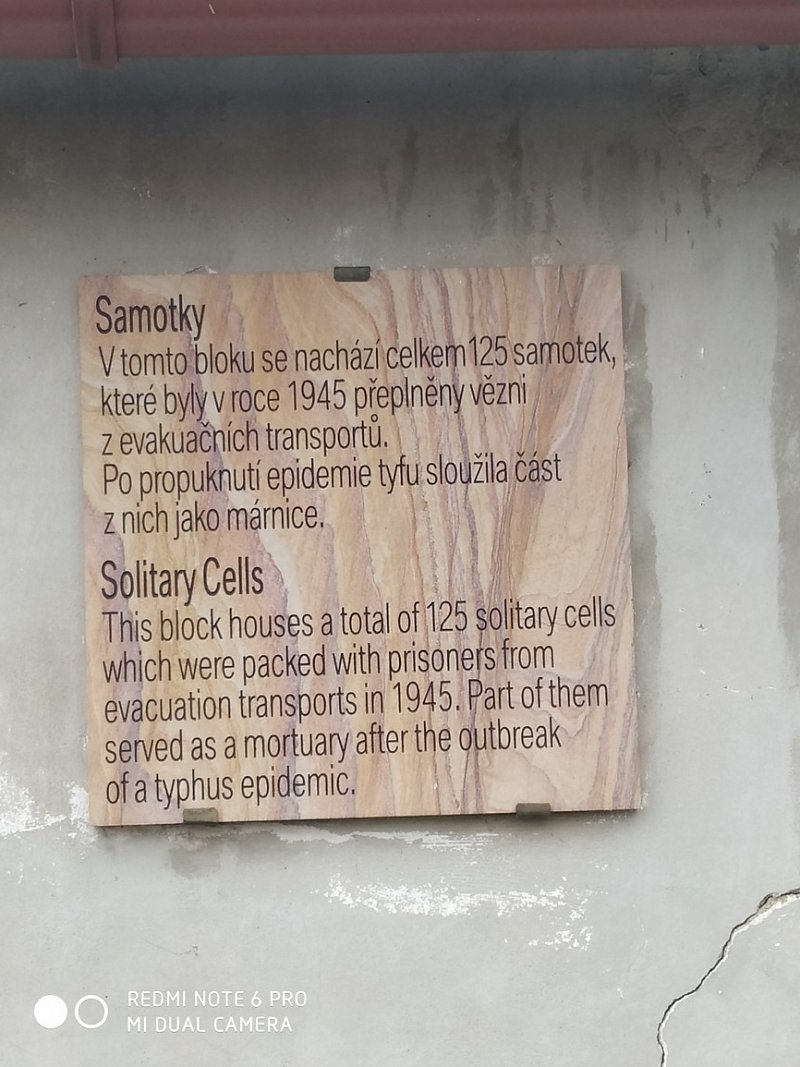 Samotky
V tomto bloku se nachází celkem 125 samotek,
které byly v roce 1945 přeplněny vězni
z evakuačních transportů.
Po propuknutí epidemie tyfu sloužila část
z nich jako márnice.
Solitary Cells
This block houses a total of 125 solitary cells
which were packed with prisoners from
evacuation transports in 1945. Part of them
served as a mortuary after the outbreak
of a typhus epidemic.
REDMI NOTE 6 PRO
MI DUAL CAMERA